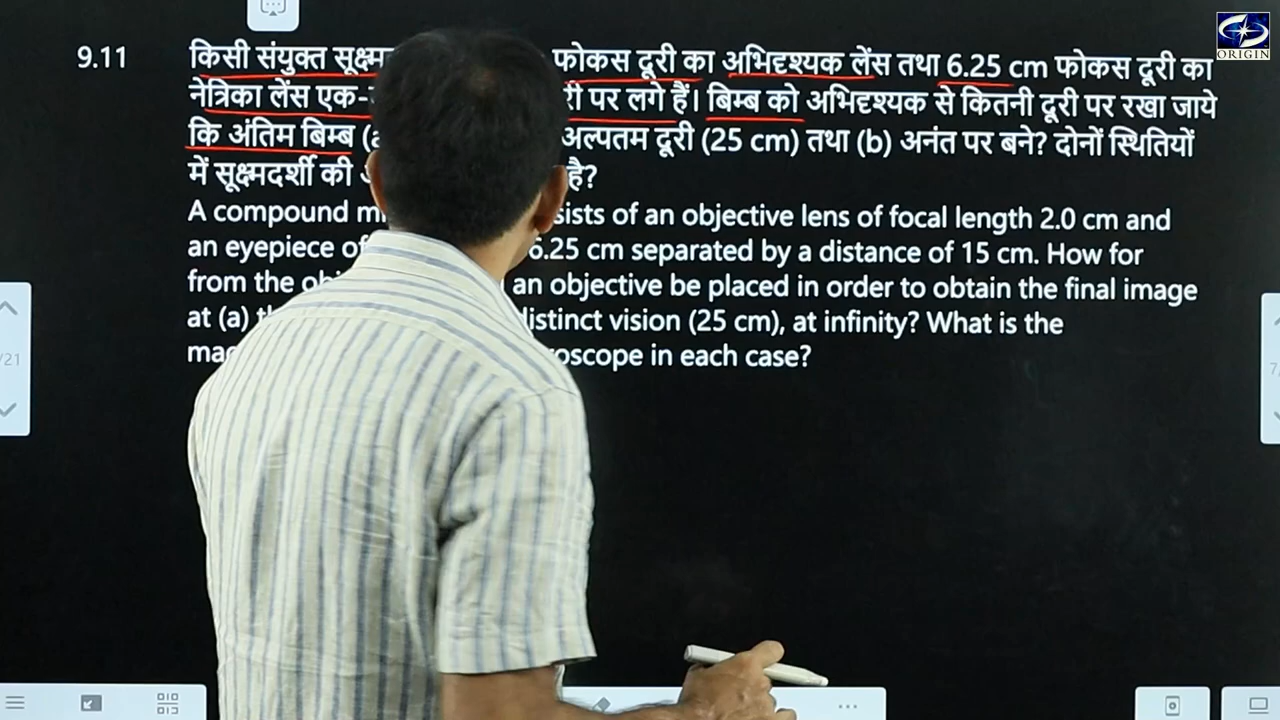 9.11 किसी संयुक्त फोकस दूरी का अभिदृश्यक लेंस तथा 6.25 cm फोकस दूरी का
नेत्रिका लेंस पर लगे हैं। बिम्ब को अभिदृश्यक से कितनी दूरी पर रखा जाये
कि अंतिम बिम्ब अल्पतम दूरी (25 cm) तथा (b) अनंत पर बने? दोनों स्थितियों
में सूक्ष्मदर्शी की है?
A compound of an objective lens of focal length 2.0 cm and
an eyepiece 6.25 cm separated by a distance of 15 cm. How for
from the an objective be placed in order to obtain the final image
at (a) distinct vision (25 cm), at infinity? What is the
in each case?
ORIGIN